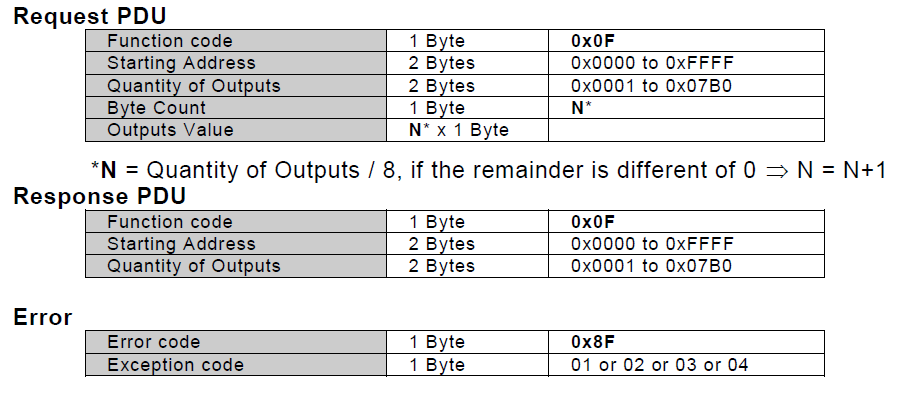 Request PDU
Function code 1 Byte 0x0F
Starting Address 2 Bytes 0x0000 to 0xFFFF
Quantity of Outputs 2 Bytes 0x0001 to 0x07B0
Byte Count 1 Byte N*
Outputs Value N* x 1 Byte
*N = Quantity of Outputs / 8, if the remainder is different of 0 ⇒ N = N+1
Response PDU
Function code 1 Byte 0x0F
Starting Address 2 Bytes 0x0000 to 0xFFFF
Quantity of Outputs 2 Bytes 0x0001 to 0x07B0
Error
Error code 1 Byte 0x8F
Exception code 1 Byte 01 or 02 or 03 or 04